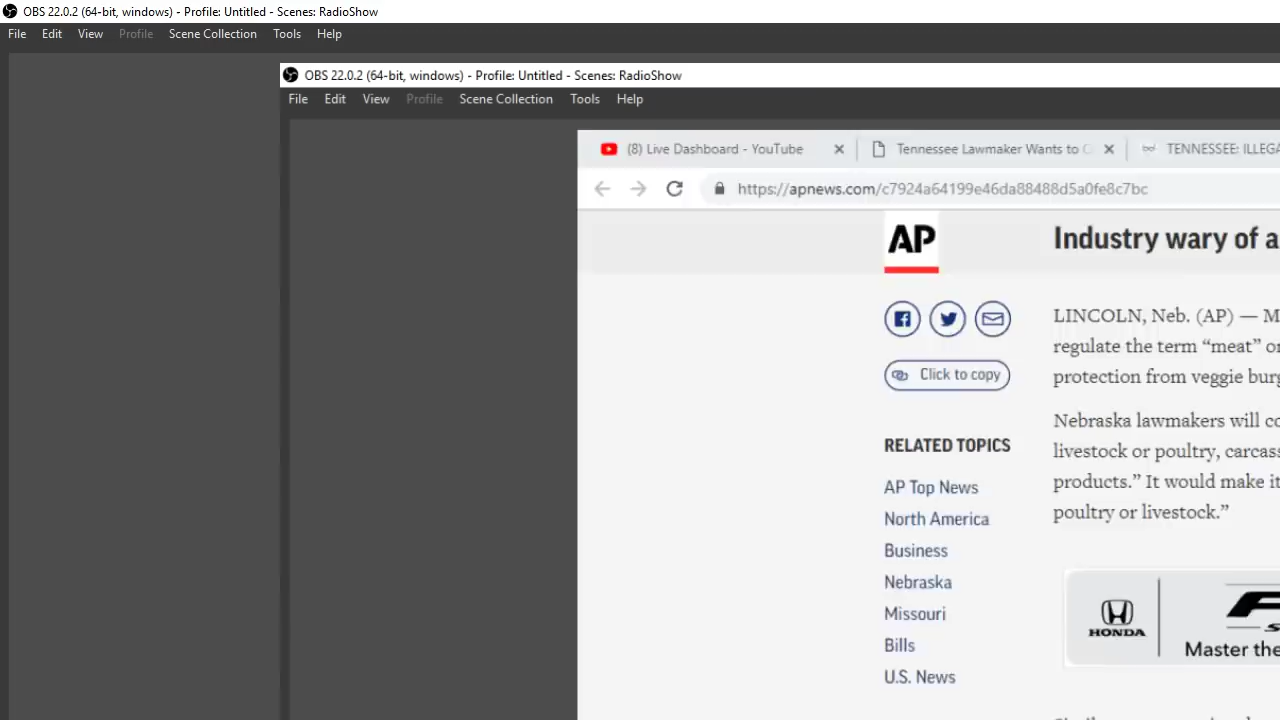 OBS 22.0.2 (64-bit, windows) - Profile: Untitled - Scenes: RadioShow
File Edit View Profile Scene Collection Tools Help
OBS 22.0.2 (64-bit, windows) - Profile: Untitled - Scenes: RadioShow
File Edit View Profile Scene Collection Tools Help
(8) Live Dashboard - YouTube
Tennessee Lawmaker Wants to
TENNESSEE: ILLEGA
https://apnews.com/c7924a64199e46da88488d5a0fe8c7bc
AP
Industry wary of a
Click to copy
RELATED TOPICS
AP Top News
North America
Business
Nebraska
Missouri
Bills
U.S. News
LINCOLN, Neb. (AP) — M
regulate the term “meat” or
protection from veggie burg
Nebraska lawmakers will co
livestock or poultry, carcass
products.” It would make it
poultry or livestock.”
HONDA
Master the